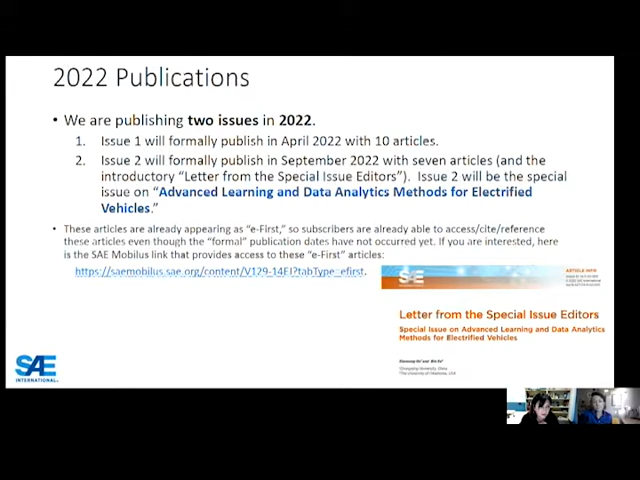 2022 Publications
• We are publishing two issues in 2022.
1. Issue 1 will formally publish in April 2022 with 10 articles.
2. Issue 2 will formally publish in September 2022 with seven articles (and the
introductory “Letter from the Special Issue Editors”). Issue 2 will be the special
issue on “Advanced Learning and Data Analytics Methods for Electrified
Vehicles.”
• These articles are already appearing as “e-First,” so subscribers are already able to access/cite/reference
these articles even though the “formal” publication dates have not occurred yet. If you are interested, here
is the SAE Mobilus link that provides access to these “e-First” articles:
https://saemobilus.sae.org/content/V129-14EJ?tabType_efirst.
SAE
ARTICLE INFO
Letter from the Special Issue Editors
Special Issue on Advanced Learning and Data Analytics
Methods for Electrified Vehicles
SAE
INTERNATIONAL